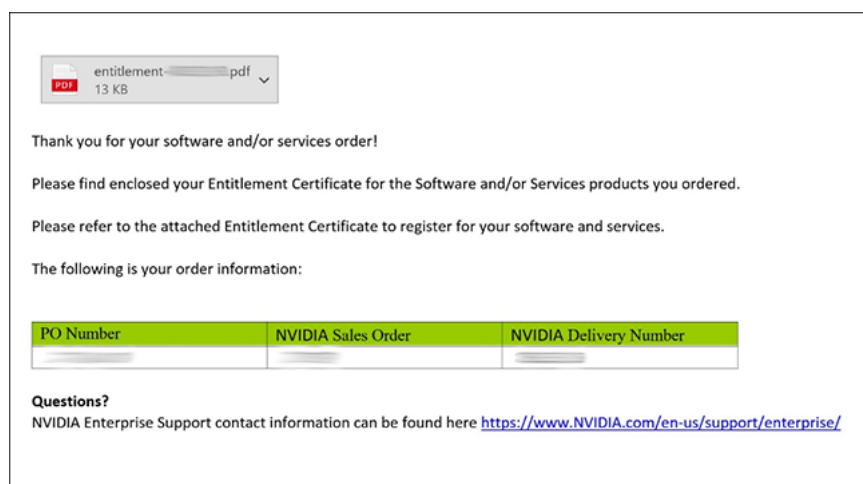 entitlement- .pdf
PDF
13 KB
Thank you for your software and/or services order!
Please find enclosed your Entitlement Certificate for the Software and/or Services products you ordered.
Please refer to the attached Entitlement Certificate to register for your software and services.
The following is your order information:
PO Number NVIDIA Sales Order NVIDIA Delivery Number
Questions?
NVIDIA Enterprise Support contact information can be found here https://www.NVIDIA.com/en-us/support/enterprise/